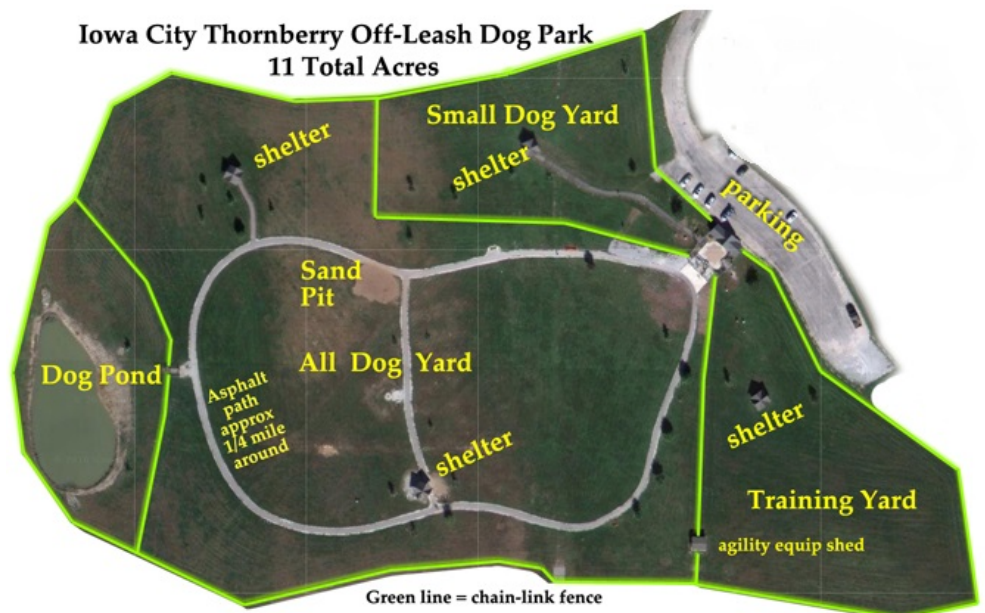 Iowa City Thornberry Off-Leash Dog Park
11 Total Acres
Small Dog Yard
shelter
shelter
parking
Sand
Pit
All Dog Yard
Dog Pond
Asphalt
path
approx
1/4 mile
around
shelter
shelter
Training Yard
agility equip shed
Green line = chain-link fence